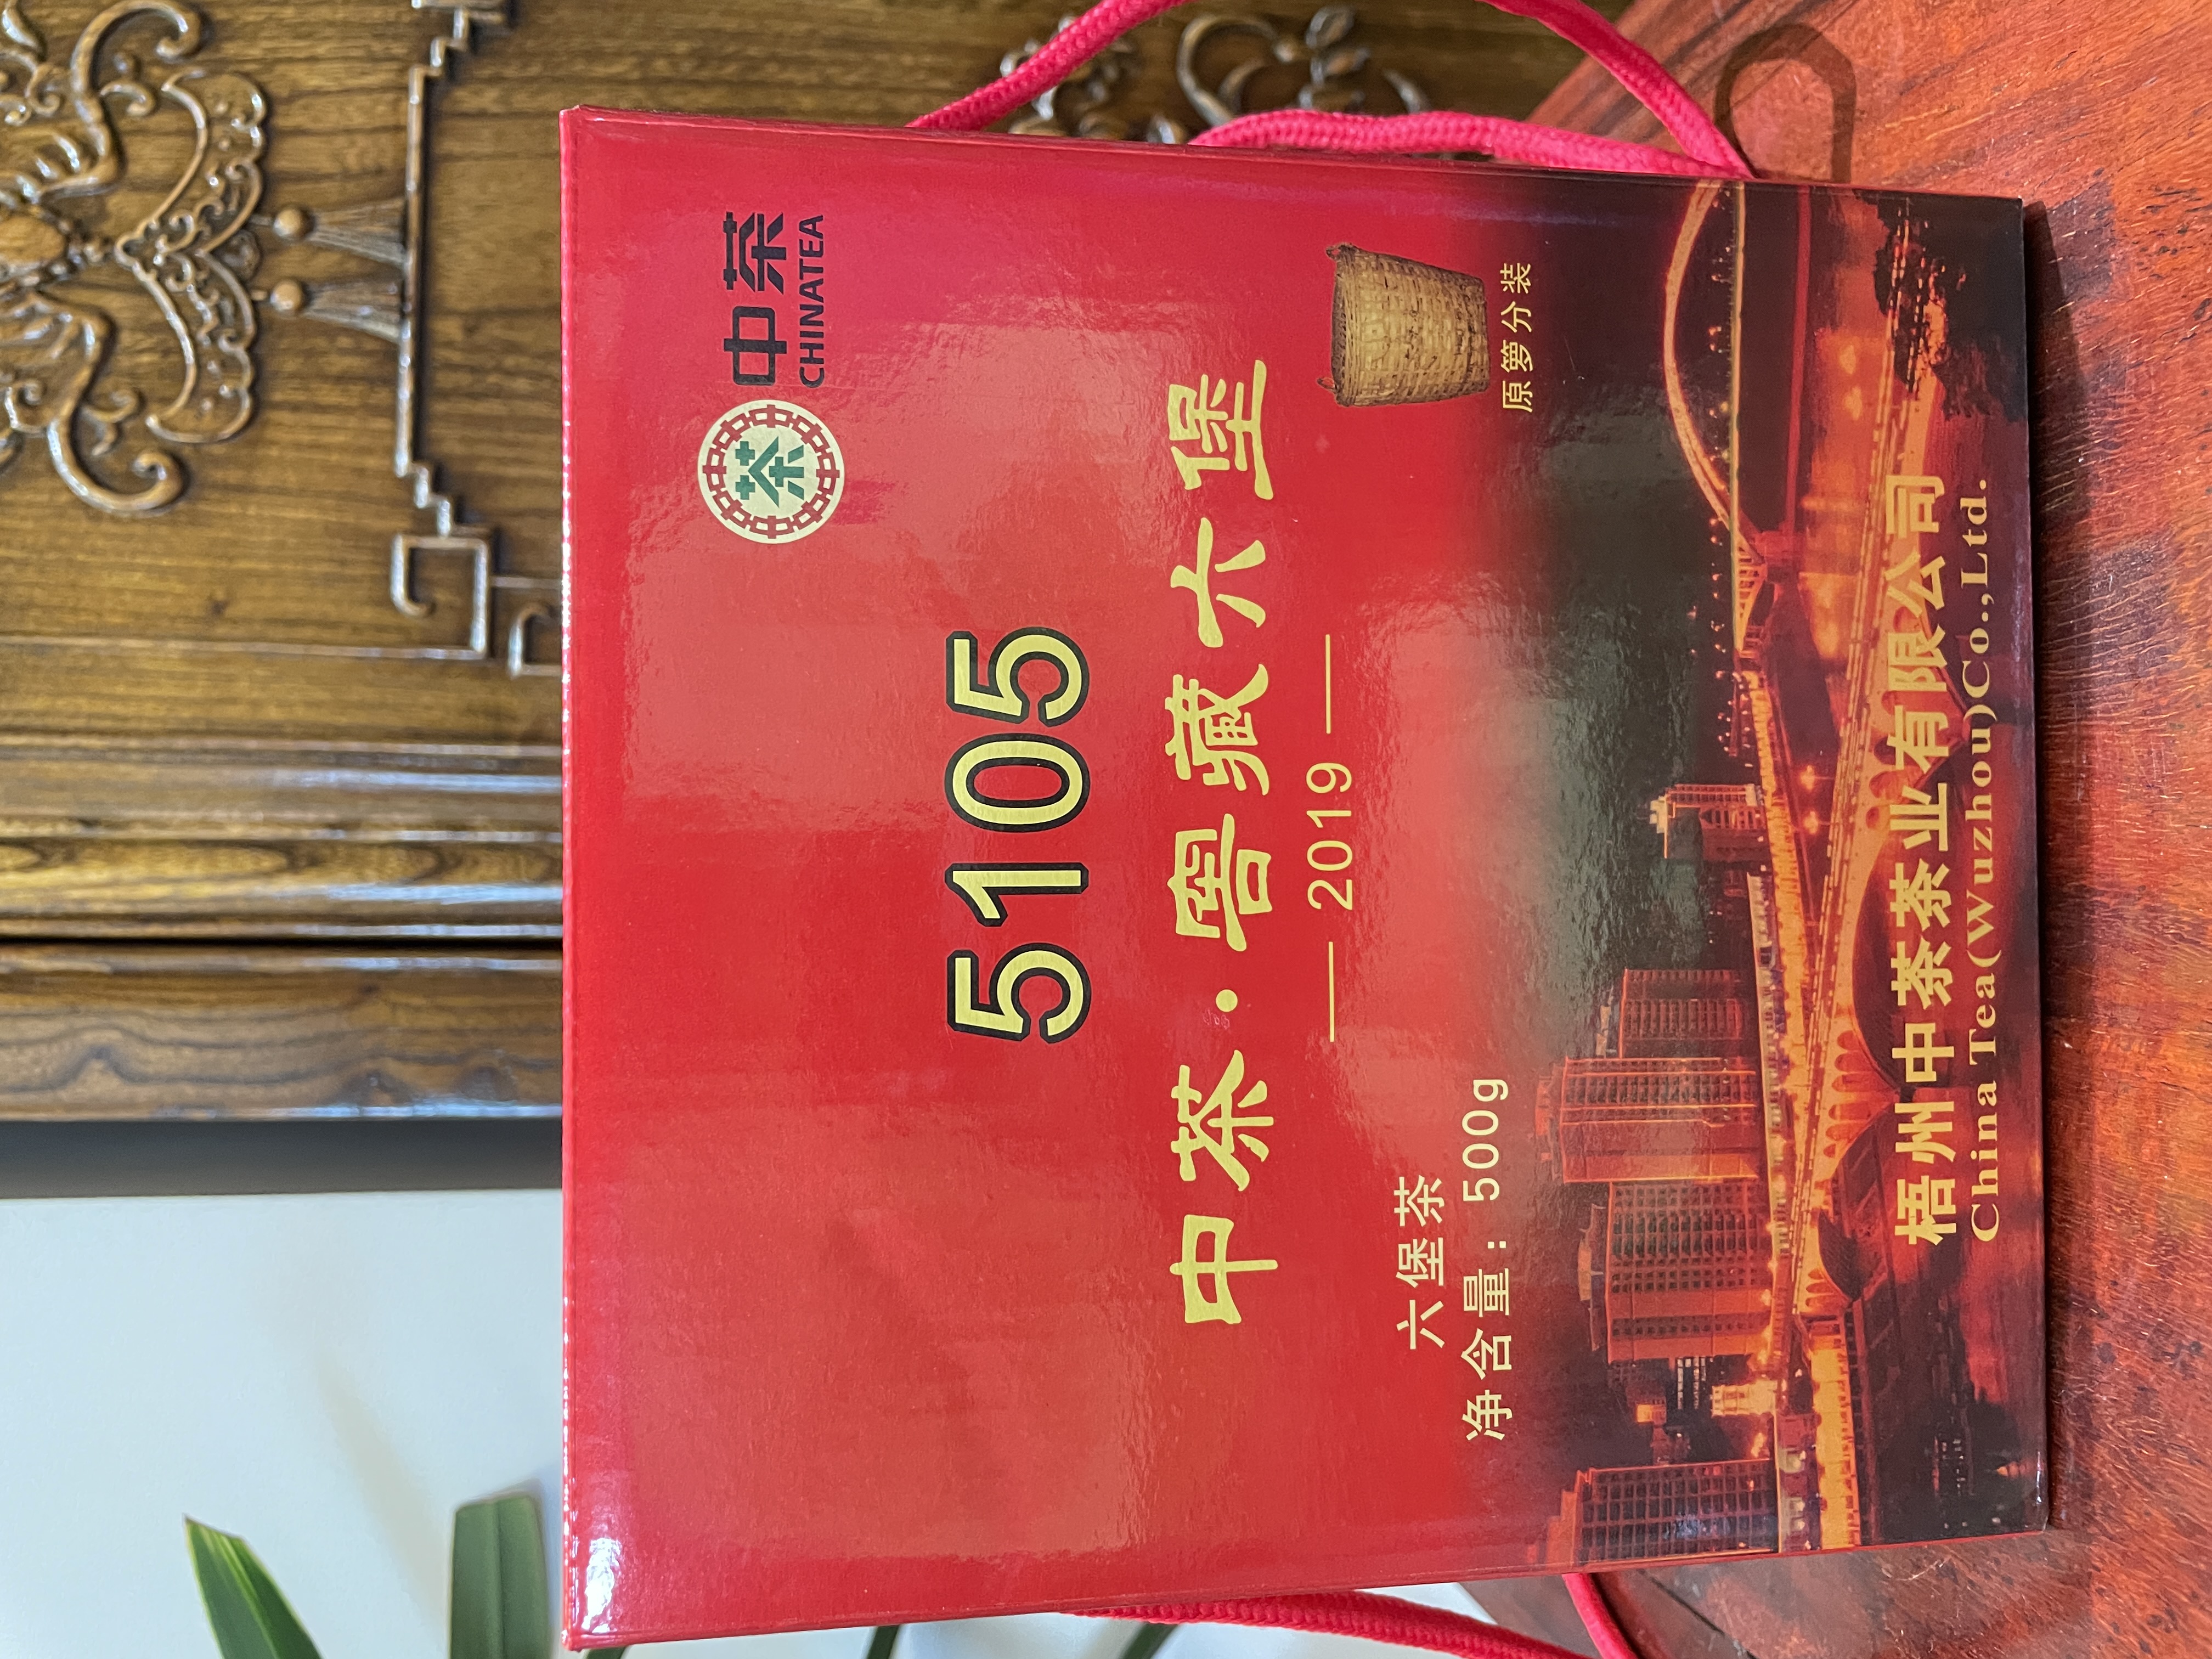 茶
中茶
CHINATEA
5105
中茶·窖藏六堡
— 2019 —
原箩分装
六堡茶
净含量: 500g
梧州中茶茶业有限公司
China Tea(Wuzhou)Co.,Ltd.